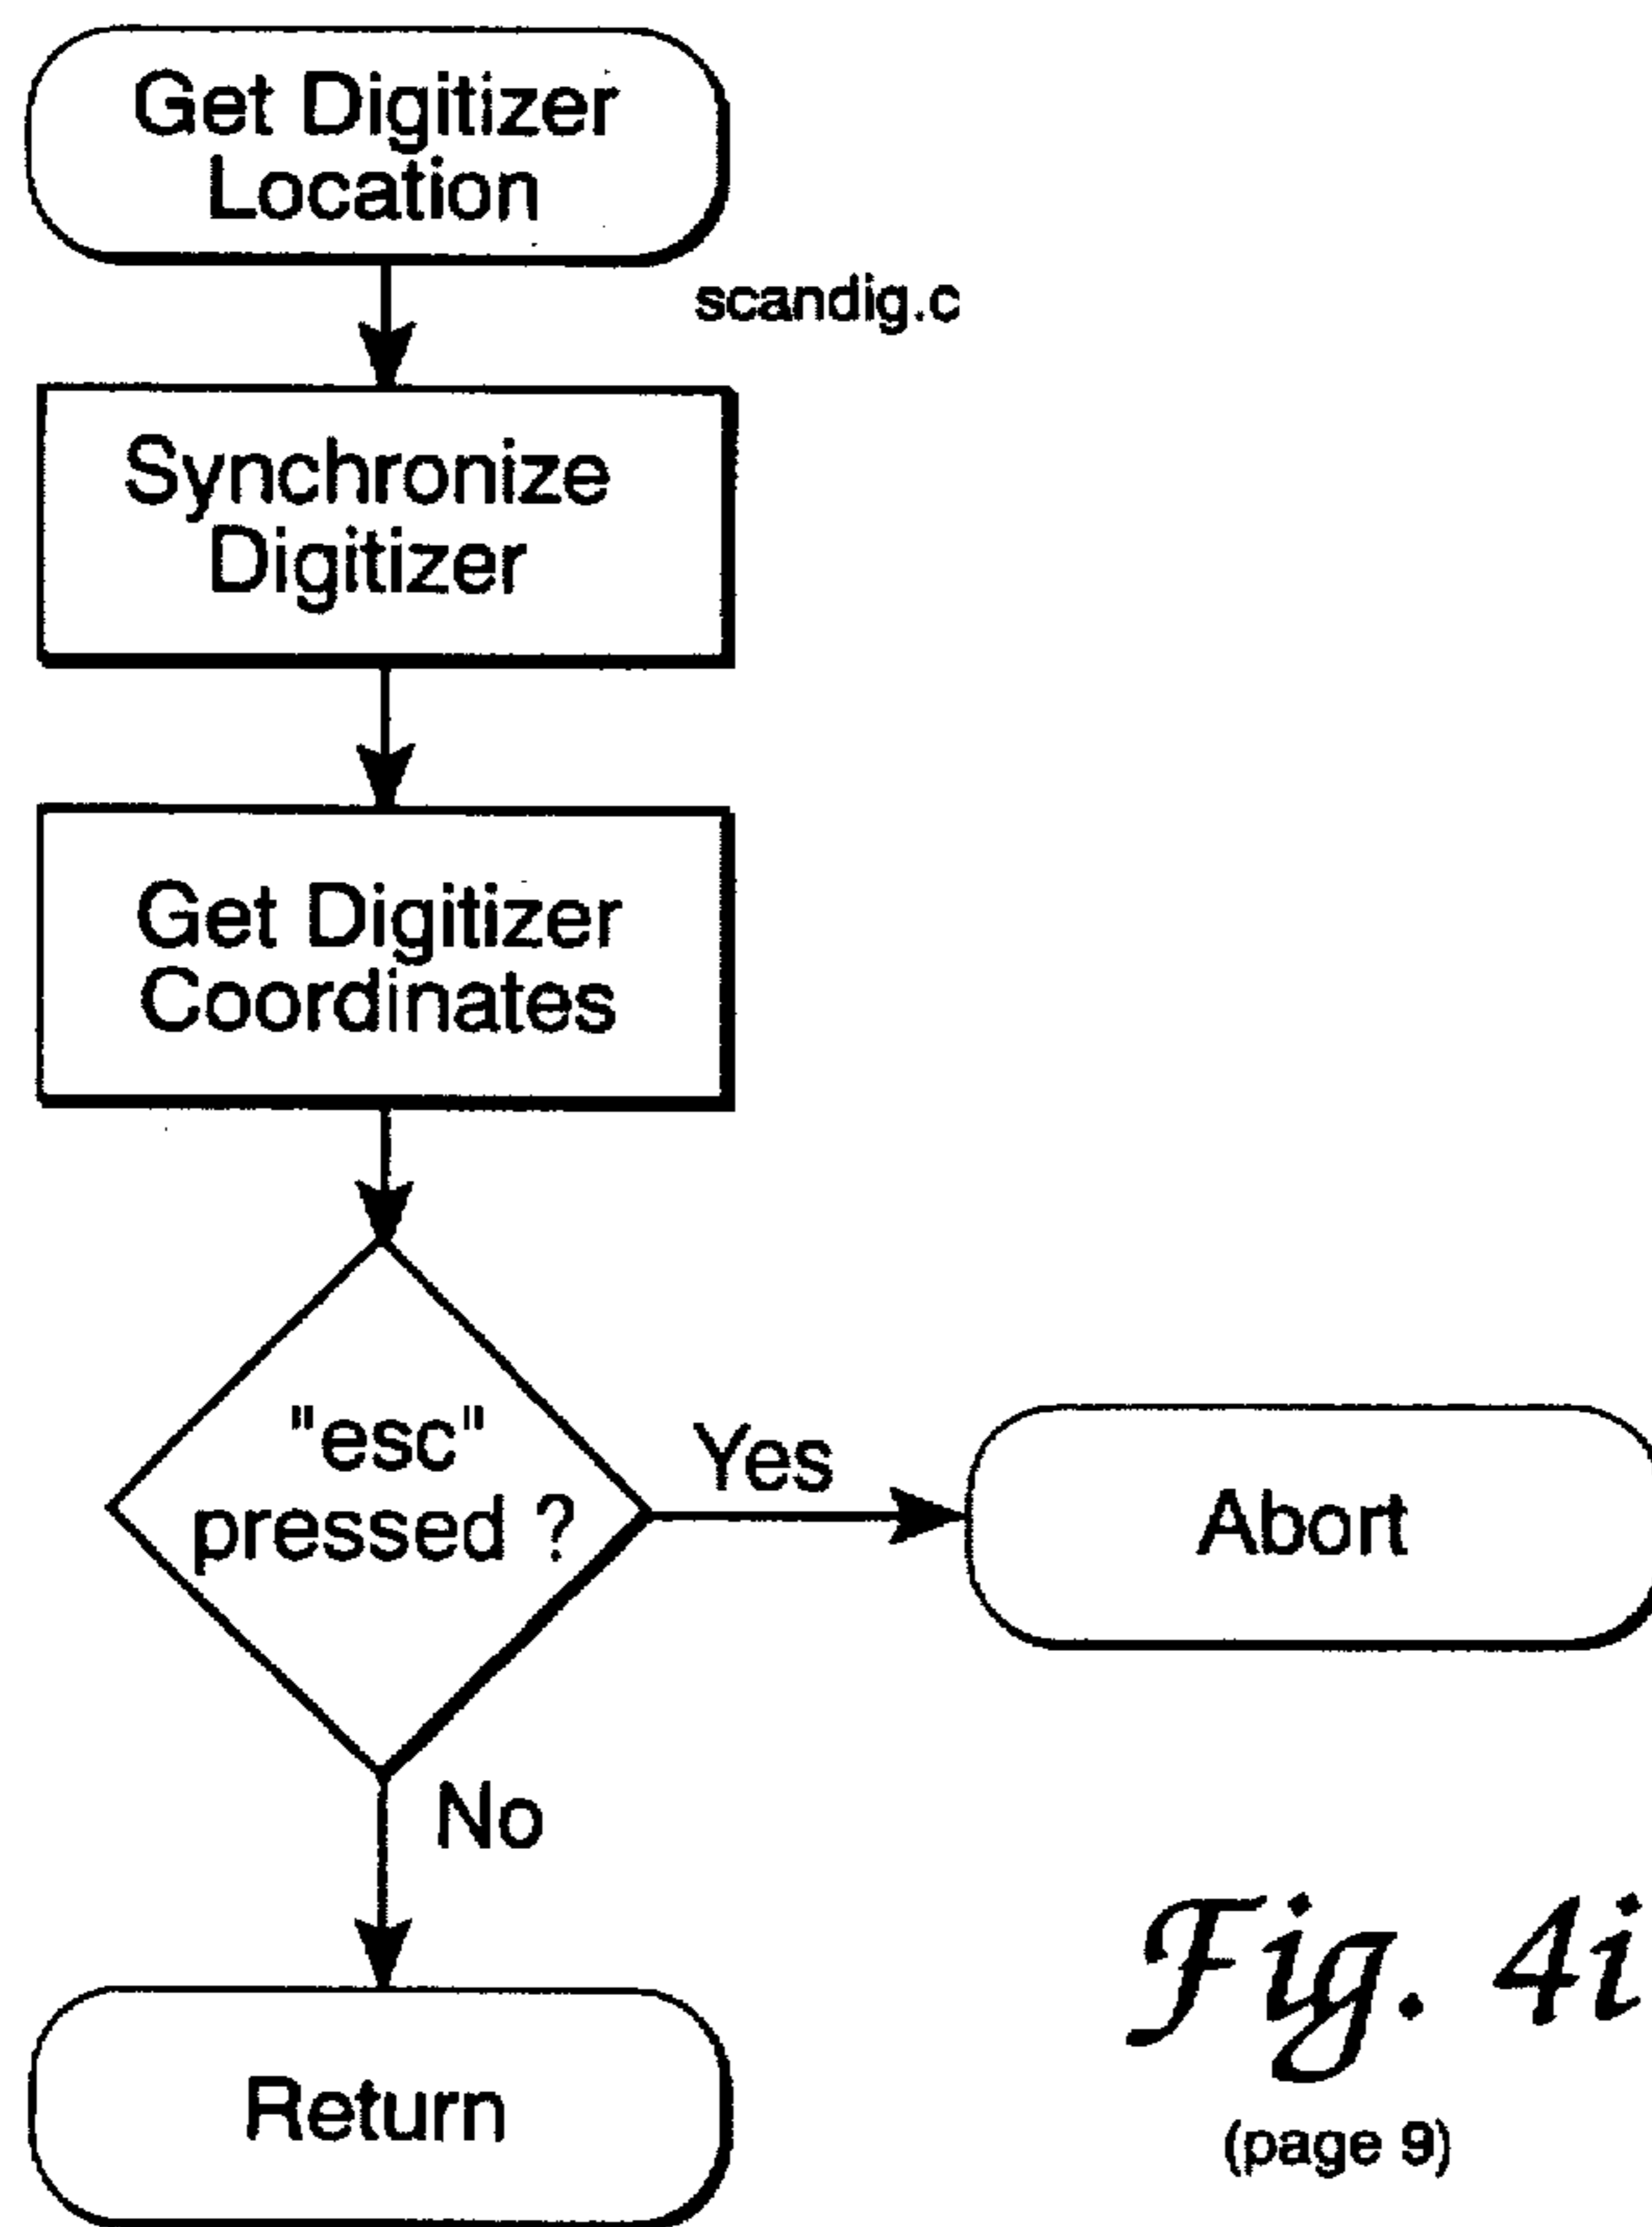 Get Digitizer
Location
scandig.c
Synchronize
Digitizer
Get Digitizer
Coordinates
"esc"
pressed ?
Yes
Abort
No
Return
Fig. 4i
(page 9)